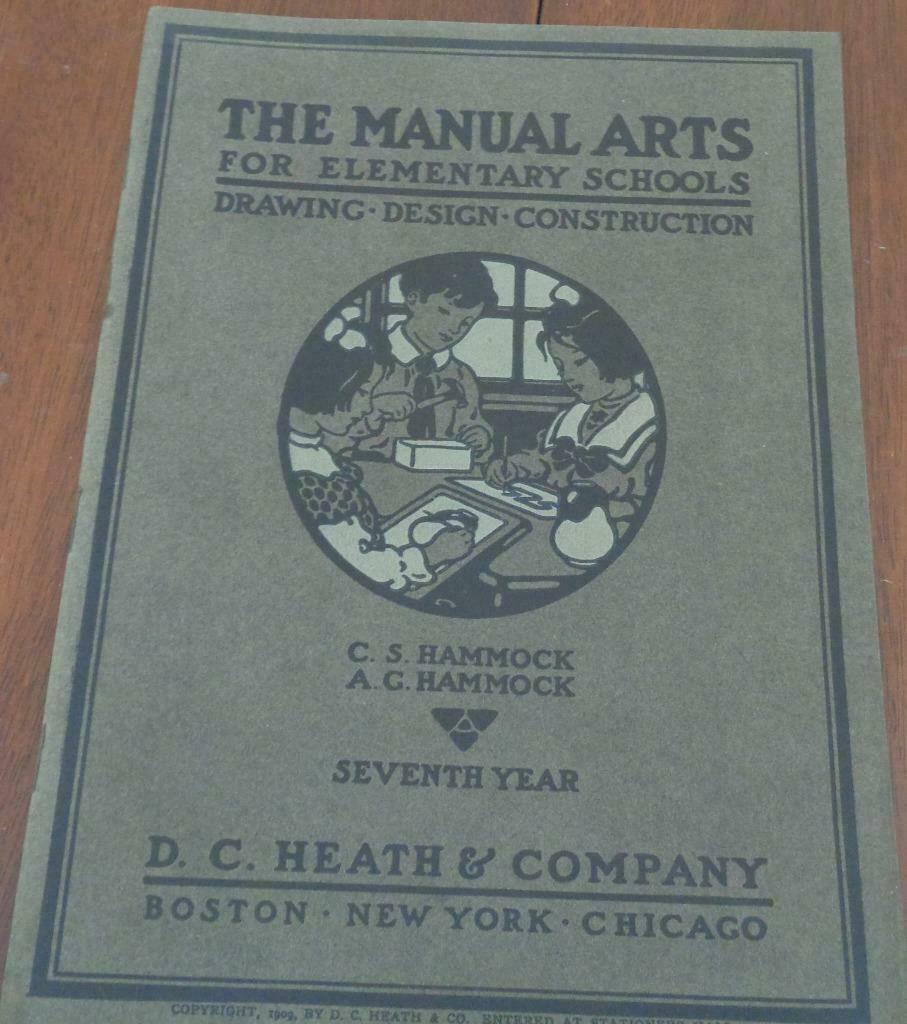 THE MANUAL ARTS
FOR ELEMENTARY SCHOOLS
DRAWING·DESIGN·CONSTRUCTION
C. S. HAMMOCK
A. G. HAMMOCK
SEVENTH YEAR
D. C. HEATH & COMPANY
BOSTON · NEW YORK · CHICAGO
COPYRIGHT, 1909, BY D. C. HEATH & CO. ENTERED AT STATIONERS